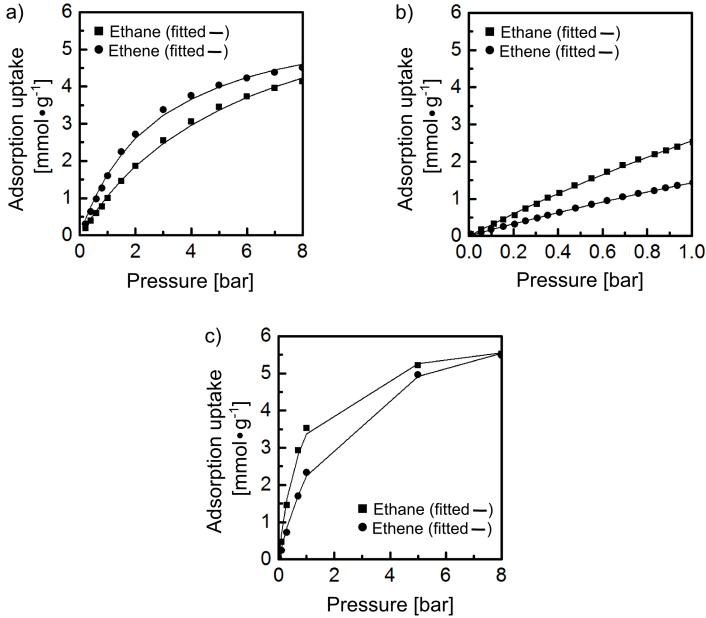 a)
6
5
4
3
2
1
0
0
2
4
6
8
Adsorption uptake
[mmol•g-1]
Pressure [bar]
Ethane (fitted —)
Ethene (fitted —)
b)
6
5
4
3
2
1
0
0.0
0.2
0.4
0.6
0.8
1.0
Adsorption uptake
[mmol•g-1]
Pressure [bar]
Ethane (fitted —)
Ethene (fitted —)
c)
6
5
4
3
2
1
0
0
2
4
6
8
Adsorption uptake
[mmol•g-1]
Pressure [bar]
Ethane (fitted —)
Ethene (fitted —)